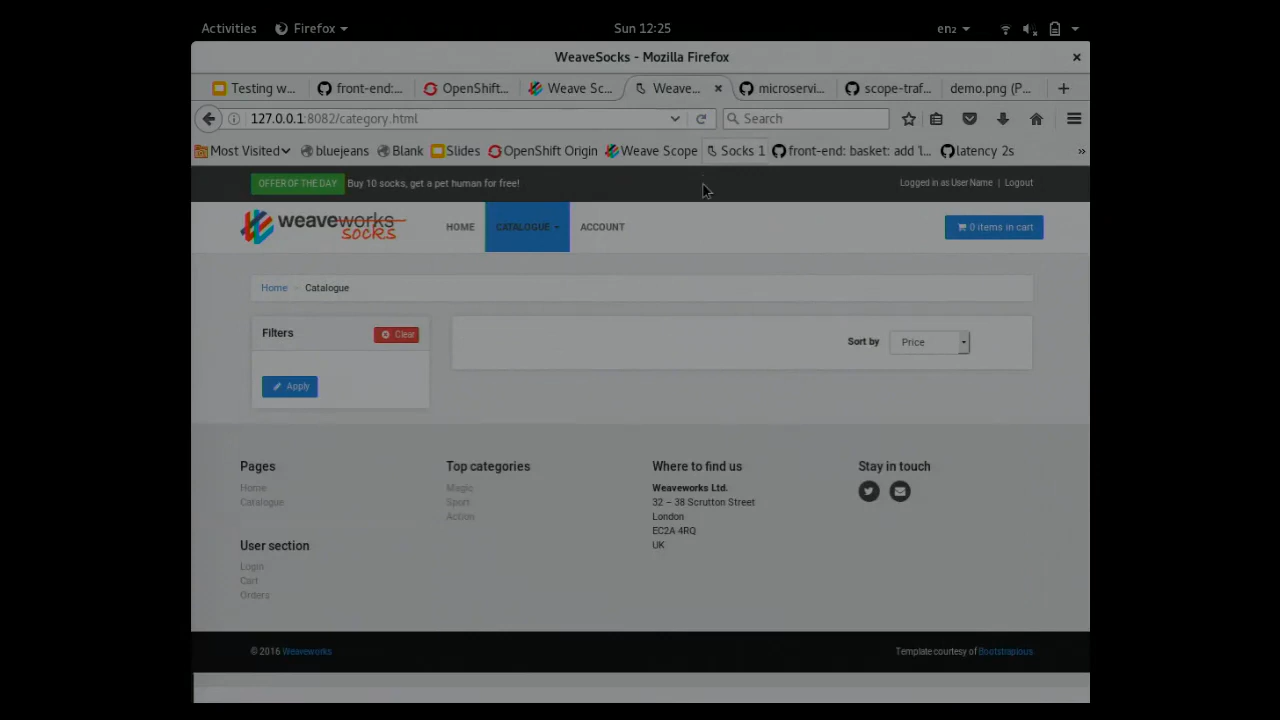 Activities Firefox Sun 12:25 en2
WeaveSocks - Mozilla Firefox
Testing w... front-end:... OpenShift... Weave Sc... Weave... microservi... scope-traf... demo.png (P...
127.0.0.1:8082/category.html Search
Most Visited bluejeans Blank Slides OpenShift Origin Weave Scope Socks 1 front-end: basket: add 1... latency 2s »
OFFER OF THE DAY Buy 10 socks, get a pet human for free! Logged in as User Name | Logout
weaveworks socks HOME CATALOGUE ACCOUNT 0 items in cart
Home Catalogue
Filters Clear Sort by Price
Apply
Pages Top categories Where to find us Stay in touch
Home Magic Weaveworks Ltd.
Catalogue Sport 32 – 38 Scrutton Street
Action London
EC2A 4RQ
User section UK
Login
Cart
Orders
© 2016 Weaveworks Template courtesy of Bootstrapious